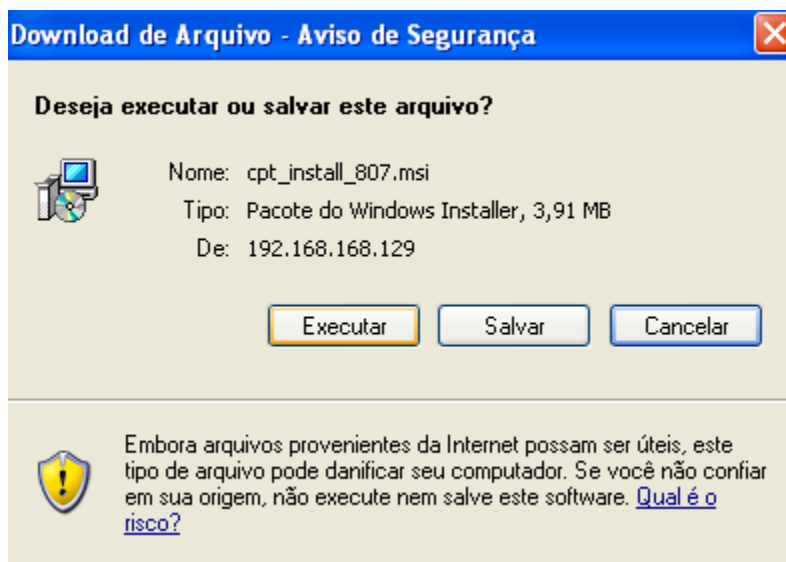 Download de Arquivo - Aviso de Segurança
Deseja executar ou salvar este arquivo?
Nome: cpt_install_807.msi
Tipo: Pacote do Windows Installer, 3,91 MB
De: 192.168.168.129
Executar Salvar Cancelar
Embora arquivos provenientes da Internet possam ser úteis, este
tipo de arquivo pode danificar seu computador. Se você não confiar
em sua origem, não execute nem salve este software. Qual é o
risco?